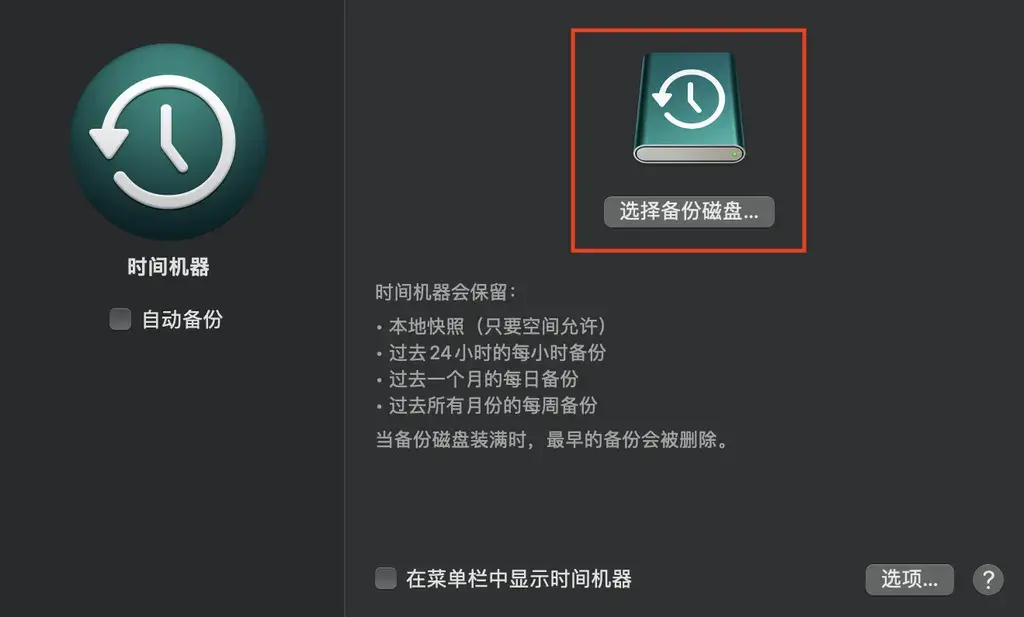 时间机器
自动备份
选择备份磁盘...
时间机器会保留：
• 本地快照（只要空间允许）
• 过去24小时的每小时备份
• 过去一个月的每日备份
• 过去所有月份的每周备份
当备份磁盘装满时，最早的备份会被删除。
在菜单栏中显示时间机器
选项...
?